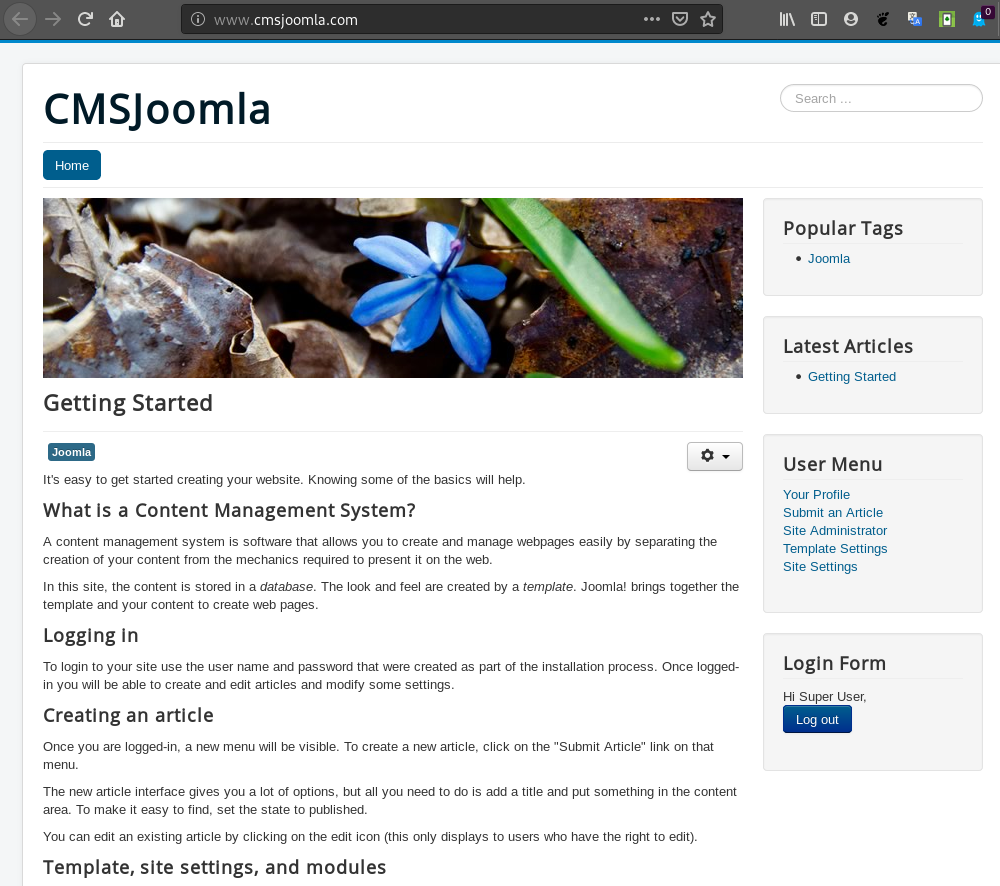 www.cmsjoomla.com
0
CMSJoomla
Search ...
Home
Getting Started
Joomla
It's easy to get started creating your website. Knowing some of the basics will help.
What is a Content Management System?
A content management system is software that allows you to create and manage webpages easily by separating the
creation of your content from the mechanics required to present it on the web.
In this site, the content is stored in a database. The look and feel are created by a template. Joomla! brings together the
template and your content to create web pages.
Logging in
To login to your site use the user name and password that were created as part of the installation process. Once logged-
in you will be able to create and edit articles and modify some settings.
Creating an article
Once you are logged-in, a new menu will be visible. To create a new article, click on the "Submit Article" link on that
menu.
The new article interface gives you a lot of options, but all you need to do is add a title and put something in the content
area. To make it easy to find, set the state to published.
You can edit an existing article by clicking on the edit icon (this only displays to users who have the right to edit).
Template, site settings, and modules
Popular Tags
Joomla
Latest Articles
Getting Started
User Menu
Your Profile
Submit an Article
Site Administrator
Template Settings
Site Settings
Login Form
Hi Super User,
Log out